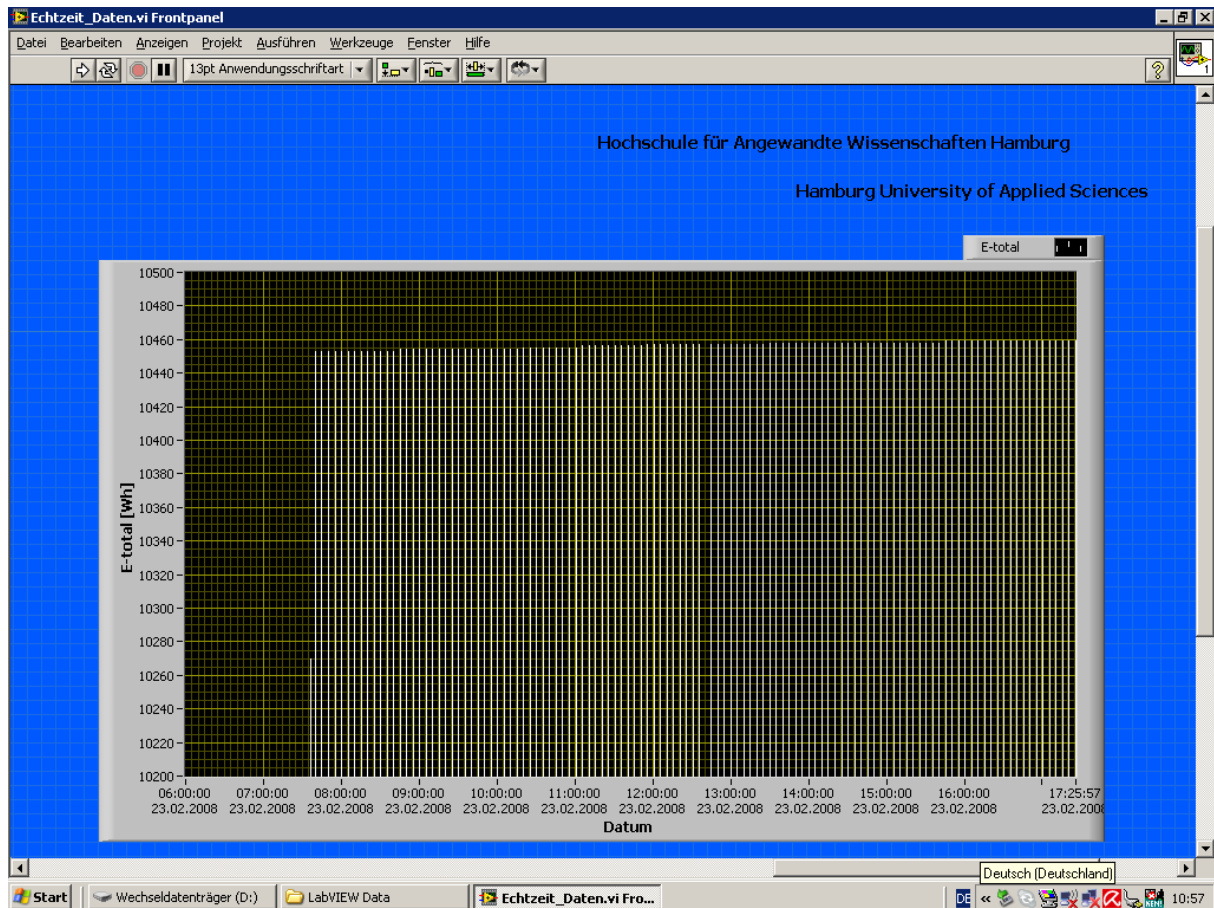 Echtzeit_Daten.vi Frontpanel
Datei Bearbeiten Anzeigen Projekt Ausführen Werkzeuge Fenster Hilfe
13pt Anwendungsschriftart
1
Hochschule für Angewandte Wissenschaften Hamburg
Hamburg University of Applied Sciences
E-total
10500
10480
10460
10440
10420
10400
10380
10360
10340
10320
10300
10280
10260
10240
10220
10200
E-total [Wh]
06:00:00 07:00:00 08:00:00 09:00:00 10:00:00 11:00:00 12:00:00 13:00:00 14:00:00 15:00:00 16:00:00 17:25:57
23.02.2008 23.02.2008 23.02.2008 23.02.2008 23.02.2008 23.02.2008 23.02.2008 23.02.2008 23.02.2008 23.02.2008 23.02.2008 23.02.2008
Datum
Deutsch (Deutschland)
Start Wechseldatenträger (D:) LabVIEW Data Echtzeit_Daten.vi Fro... DE « KEN! 10:57